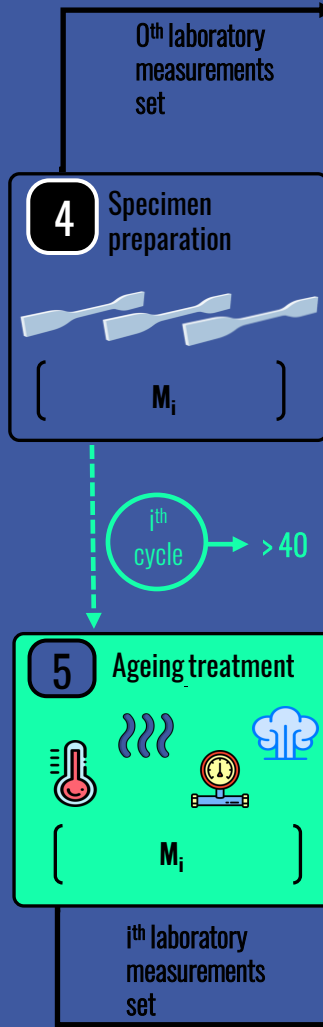 0th laboratory
measurements
set
4
Specimen
preparation
Mi
ith
cycle
> 40
5
Ageing treatment
Mi
ith laboratory
measurements
set